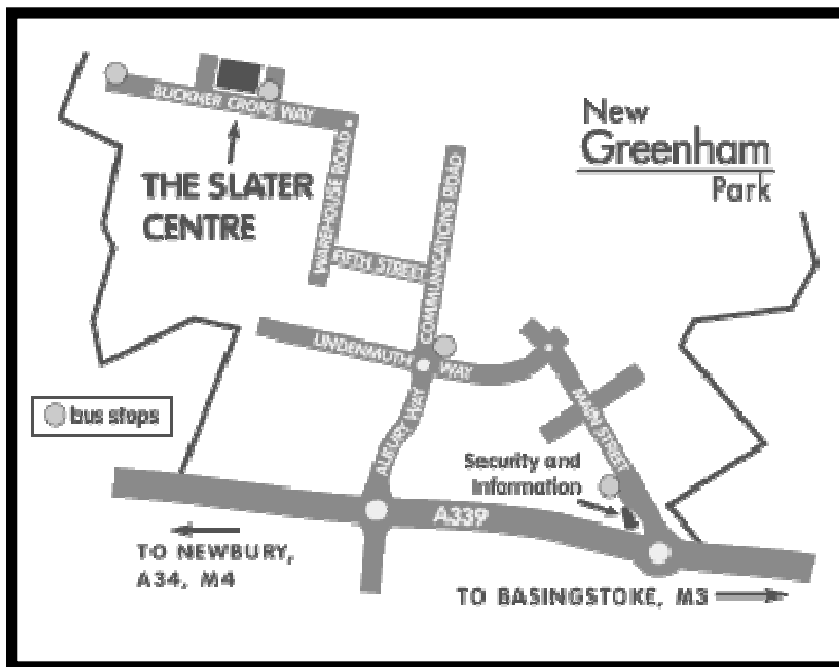 BUCKNER CROKE WAY
New
Greenham
Park
THE SLATER
CENTRE
WAREHOUSE ROAD
FIFTH STREET
COMMUNICATIONS ROAD
LINDENMUTH WAY
bus stops
ALBURY WAY
MAIN STREET
Security and
Information
A339
TO NEWBURY,
A34, M4
TO BASINGSTOKE, M3